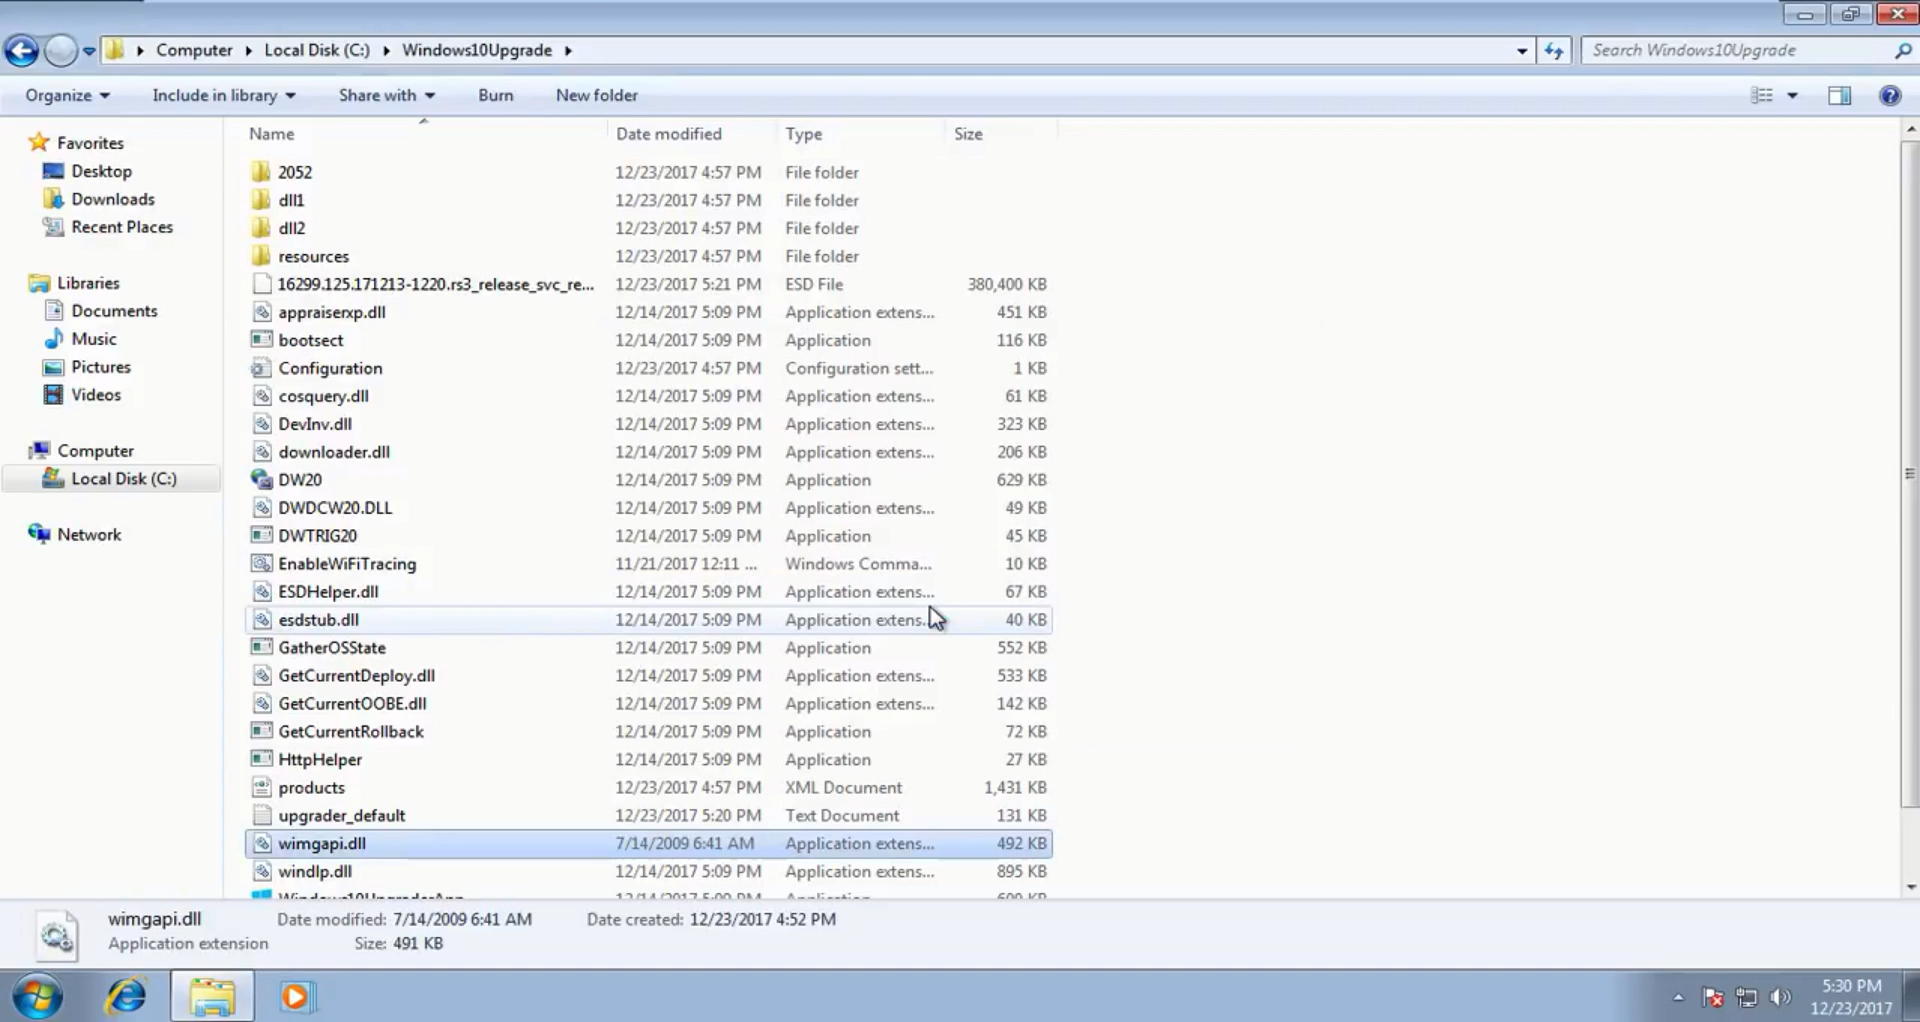 Computer Local Disk (C:) Windows10Upgrade
Search Windows10Upgrade
Organize Include in library Share with Burn New folder
Name Date modified Type Size
Favorites
Desktop
Downloads
Recent Places
Libraries
Documents
Music
Pictures
Videos
Computer
Local Disk (C:)
Network
2052 12/23/2017 4:57 PM File folder
dll1 12/23/2017 4:57 PM File folder
dll2 12/23/2017 4:57 PM File folder
resources 12/23/2017 4:57 PM File folder
16299.125.171213-1220.rs3_release_svc_re... 12/23/2017 5:21 PM ESD File 380,400 KB
appraiserxp.dll 12/14/2017 5:09 PM Application extens... 451 KB
bootsect 12/14/2017 5:09 PM Application 116 KB
Configuration 12/23/2017 4:57 PM Configuration sett... 1 KB
cosquery.dll 12/14/2017 5:09 PM Application extens... 61 KB
DevInv.dll 12/14/2017 5:09 PM Application extens... 323 KB
downloader.dll 12/14/2017 5:09 PM Application extens... 206 KB
DW20 12/14/2017 5:09 PM Application 629 KB
DWDCW20.DLL 12/14/2017 5:09 PM Application extens... 49 KB
DWTRIG20 12/14/2017 5:09 PM Application 45 KB
EnableWiFiTracing 11/21/2017 12:11 ... Windows Comma... 10 KB
ESDHelper.dll 12/14/2017 5:09 PM Application extens... 67 KB
esdstub.dll 12/14/2017 5:09 PM Application extens. 40 KB
GatherOSState 12/14/2017 5:09 PM Application 552 KB
GetCurrentDeploy.dll 12/14/2017 5:09 PM Application extens... 533 KB
GetCurrentOOBE.dll 12/14/2017 5:09 PM Application extens... 142 KB
GetCurrentRollback 12/14/2017 5:09 PM Application 72 KB
HttpHelper 12/14/2017 5:09 PM Application 27 KB
products 12/23/2017 4:57 PM XML Document 1,431 KB
upgrader_default 12/23/2017 5:20 PM Text Document 131 KB
wimgapi.dll 7/14/2009 6:41 AM Application extens... 492 KB
windlp.dll 12/14/2017 5:09 PM Application extens... 895 KB
wimgapi.dll Date modified: 7/14/2009 6:41 AM Date created: 12/23/2017 4:52 PM
Application extension Size: 491 KB
5:30 PM
12/23/2017